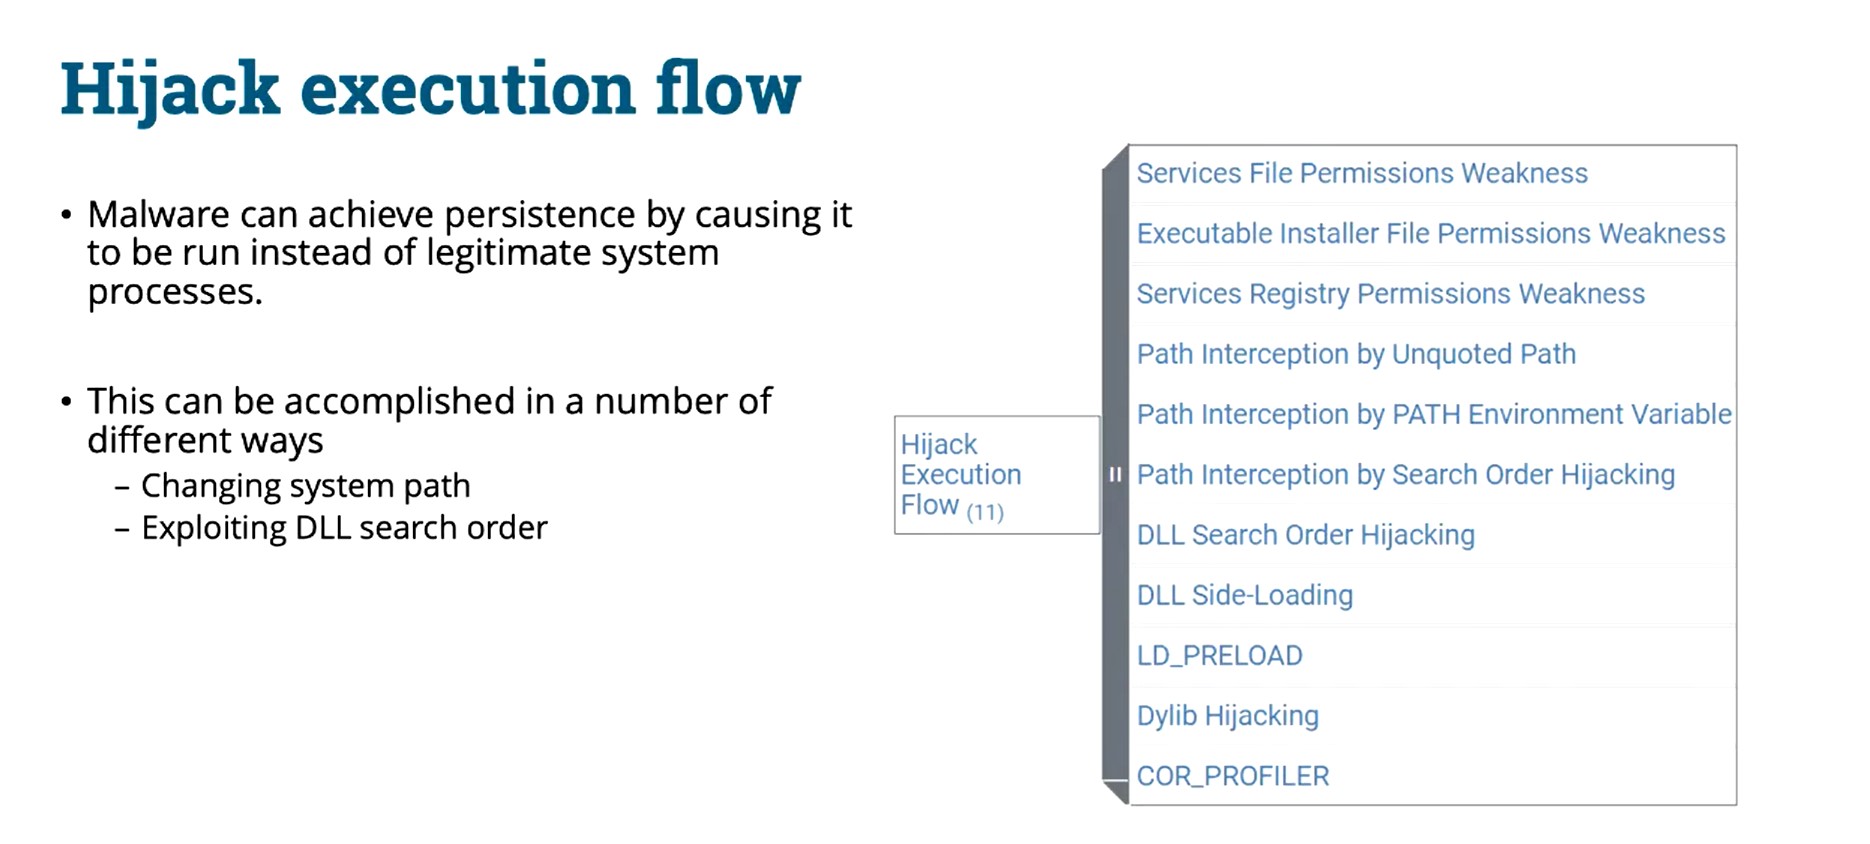 Hijack execution flow
• Malware can achieve persistence by causing it
to be run instead of legitimate system
processes.
• This can be accomplished in a number of
different ways
– Changing system path
– Exploiting DLL search order
Hijack
Execution
Flow (11)
Services File Permissions Weakness
Executable Installer File Permissions Weakness
Services Registry Permissions Weakness
Path Interception by Unquoted Path
Path Interception by PATH Environment Variable
Path Interception by Search Order Hijacking
DLL Search Order Hijacking
DLL Side-Loading
LD_PRELOAD
Dylib Hijacking
COR_PROFILER